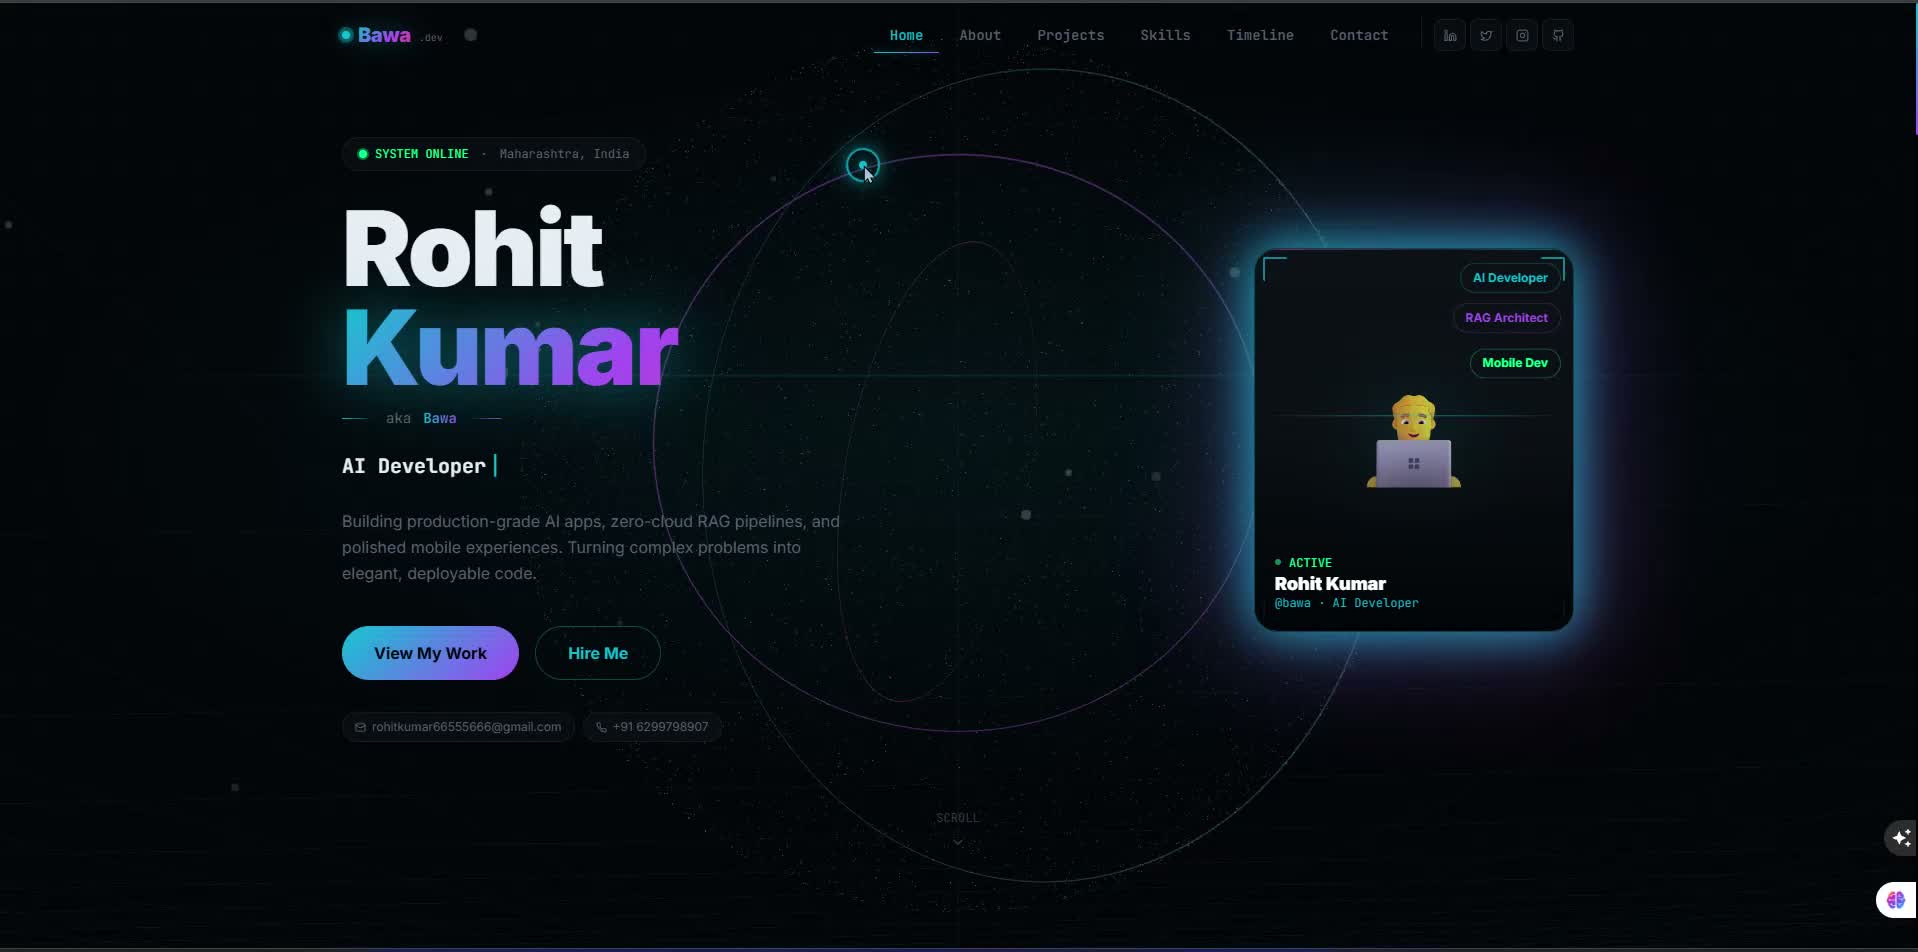 Bawa .dev
Home About Projects Skills Timeline Contact
SYSTEM ONLINE · Maharashtra, India
Rohit
Kumar
aka Bawa
AI Developer
Building production-grade AI apps, zero-cloud RAG pipelines, and
polished mobile experiences. Turning complex problems into
elegant, deployable code.
View My Work
Hire Me
rohitkumar66555666@gmail.com
+91 6299798907
AI Developer
RAG Architect
Mobile Dev
ACTIVE
Rohit Kumar
@bawa · AI Developer
SCROLL